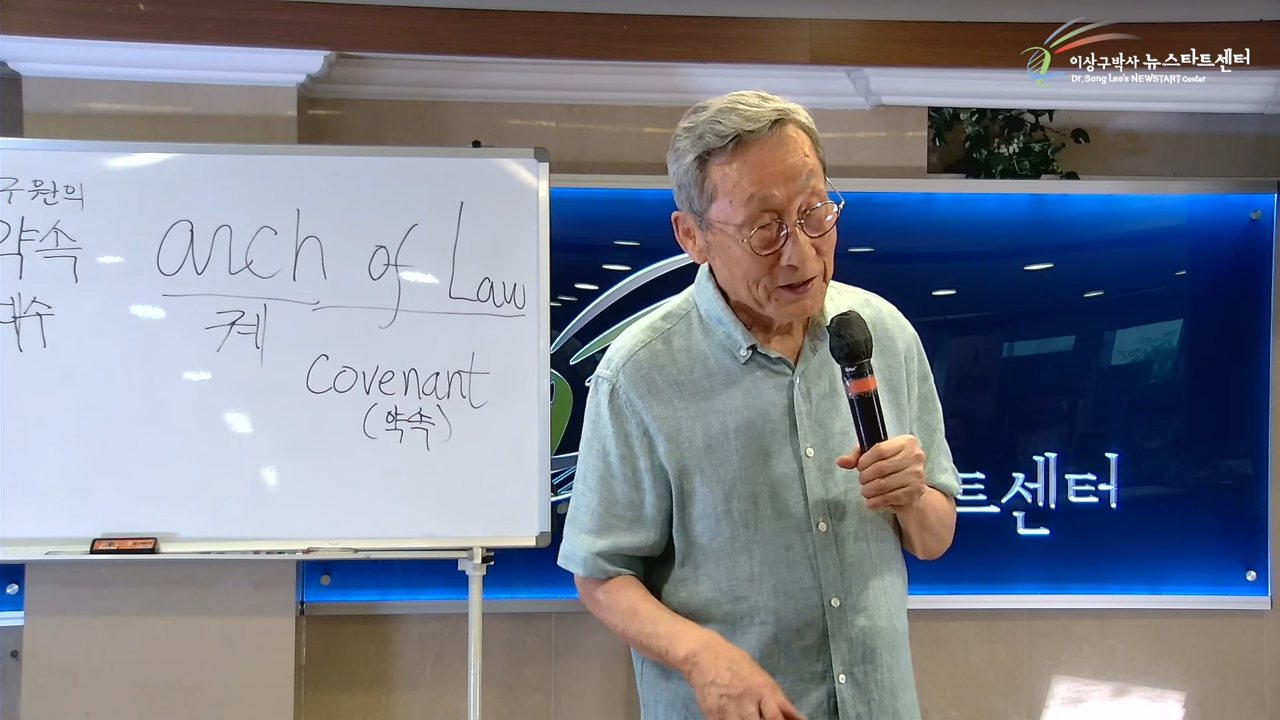 이상구박사 뉴스타트센터
Dr. Sang Lee's NEWSTART Center
구원의
약속
arch of Law
계
covenant
(약속)
트센터